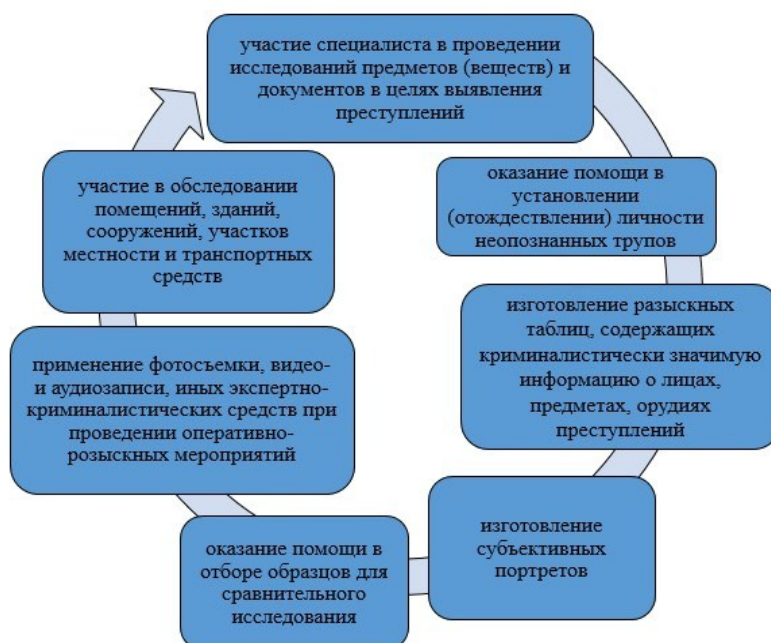 участие специалиста в проведении
исследований предметов (веществ) и
документов в целях выявления
преступлений
оказание помощи в
установлении
(отождествлении) личности
неопознанных трупов
изготовление разыскных
таблиц, содержащих
криминалистически значимую
информацию о лицах,
предметах, орудиях
преступлений
изготовление
субъективных
портретов
оказание помощи в
отборе образцов для
сравнительного
исследования
применение фотосъемки, видео-
и аудиозаписи, иных экспертно-
криминалистических средств при
проведении оперативно-
розыскных мероприятий
участие в обследовании
помещений, зданий,
сооружений, участков
местности и транспортных
средств